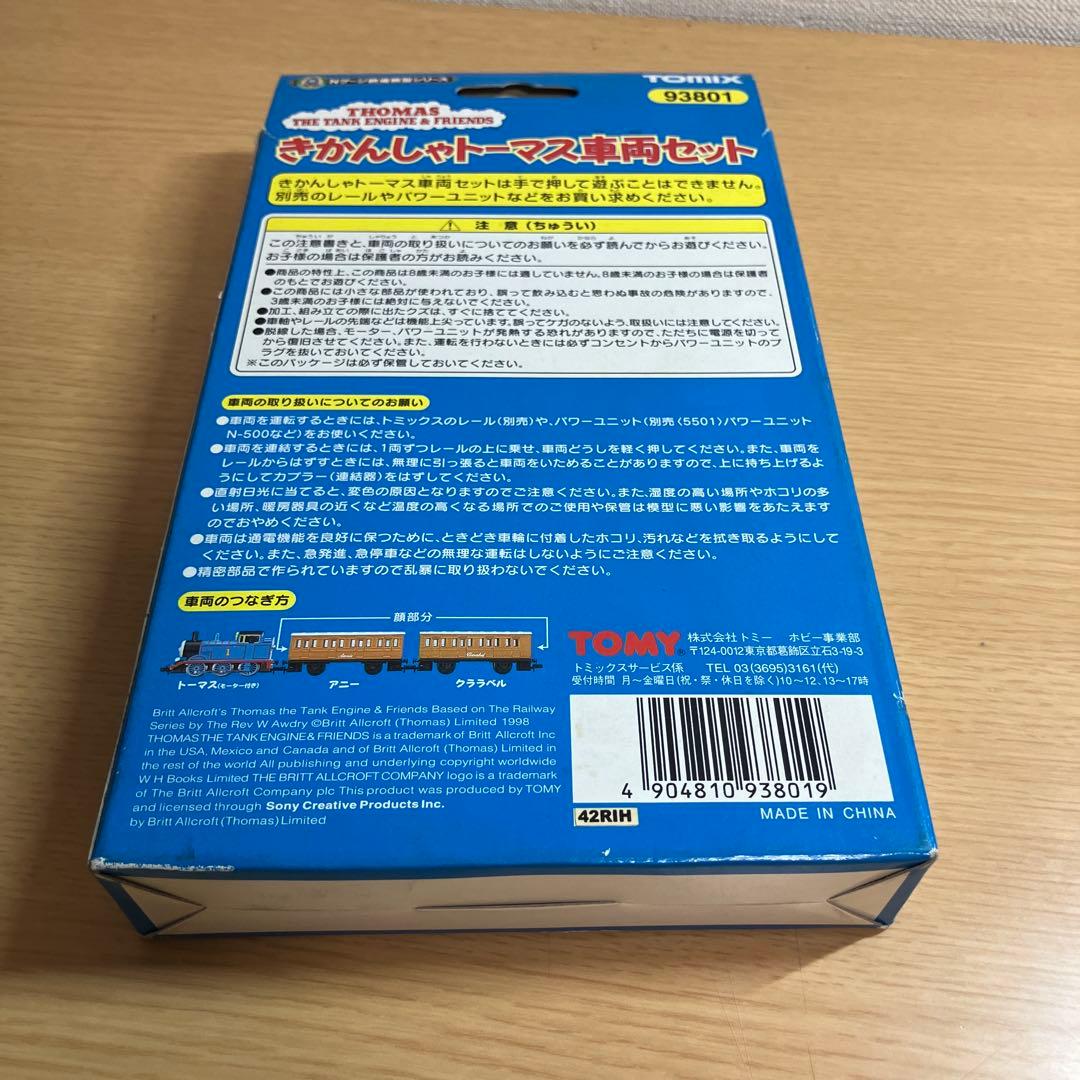 Nゲージ鉄道模型シリーズ
TOMIX
93801
THOMAS
THE TANK ENGINE & FRIENDS
きかんしゃトーマス車両セット
きかんしゃトーマス車両セットは手で押して遊ぶことはできません。
別売のレールやパワーユニットなどをお買い求めください。
注 意(ちゅうい)
この注意書きと、車両の取り扱いについてのお願いを必ず読んでからお遊びください。
お子様の場合は保護者の方がお読みください。
●商品の特性上、この商品は8歳未満のお子様には適していません。8歳未満のお子様の場合は保護者
のもとでお遊びください。
●この商品には小さな部品が使われており、誤って飲み込むと思わぬ事故の危険がありますので、
3歳未満のお子様には絶対に与えないでください。
●加工、組み立ての際に出たクズは、すぐに捨ててください。
●車軸やレールの先端などは機能上尖っています。誤ってケガのないよう、取扱いには注意してください。
●脱線した場合、モーター、パワーユニットが発熱する恐れがありますので、ただちに電源を切って
から復旧させてください。また、運転を行わないときには必ずコンセントからパワーユニットのプ
ラグを抜いておいてください。
※このパッケージは必ず保管しておいてください。
車両の取り扱いについてのお願い
●車両を運転するときには、トミックスのレール(別売)や、パワーユニット(別売〈5501〉パワーユニット
N-500など)をお使いください。
●車両を連結するときには、1両ずつレールの上に乗せ、車両どうしを軽く押してください。また、車両を
レールからはずすときには、無理に引っ張ると車両をいためることがありますので、上に持ち上げるよ
うにしてカプラー(連結器)をはずしてください。
●直射日光に当てると、変色の原因となりますのでご注意ください。また、湿度の高い場所やホコリの多
い場所、暖房器具の近くなど温度の高くなる場所でのご使用や保管は模型に悪い影響をあたえます
のでおやめください。
●車両は通電機能を良好に保つために、ときどき車輪に付着したホコリ、汚れなどを拭き取るようにして
ください。また、急発進、急停車などの無理な運転はしないようにご注意ください。
●精密部品で作られていますので乱暴に取り扱わないでください。
車両のつなぎ方
顔部分
トーマス(モーター付き)
アニー
クララベル
TOMY
株式会社トミー ホビー事業部
〒124-0012東京都葛飾区立石3-19-3
トミックスサービス係 TEL 03(3695)3161(代)
受付時間 月〜金曜日(祝・祭・休日を除く)10〜12、13〜17時
Britt Allcroft's Thomas the Tank Engine & Friends Based on The Railway
Series by The Rev W Awdry ©Britt Allcroft (Thomas) Limited 1998
THOMAS THE TANK ENGINE & FRIENDS is a trademark of Britt Allcroft Inc
in the USA, Mexico and Canada and of Britt Allcroft (Thomas) Limited in
the rest of the world All publishing and underlying copyright worldwide
W H Books Limited THE BRITT ALLCROFT COMPANY logo is a trademark
of The Britt Allcroft Company plc This product was produced by TOMY
and licensed through Sony Creative Products Inc.
by Britt Allcroft (Thomas) Limited
4 904810 938019
42RIH
MADE IN CHINA